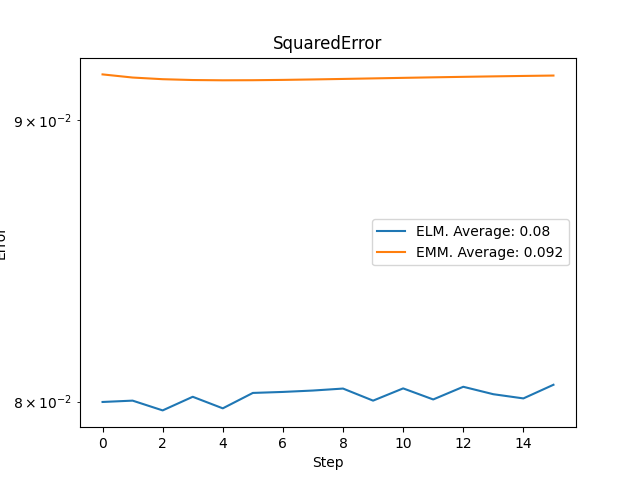 SquaredError
9 × 10⁻²
8 × 10⁻²
Error
ELM. Average: 0.08
EMM. Average: 0.092
0 2 4 6 8 10 12 14
Step